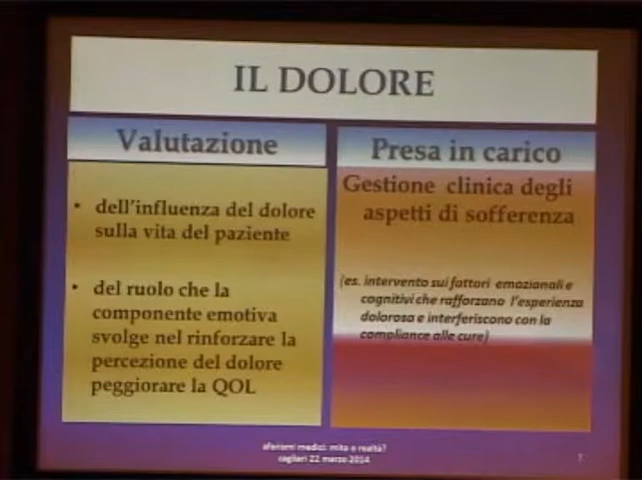 IL DOLORE
Valutazione
• dell'influenza del dolore
sulla vita del paziente
• del ruolo che la
componente emotiva
svolge nel rinforzare la
percezione del dolore
peggiorare la QOL
Presa in carico
Gestione clinica degli
aspetti di sofferenza
(es. intervento sui fattori emozionali e
cognitivi che rafforzano l'esperienza
dolorosa e interferiscono con la
compliance alle cure)
aforismi medici: mito o realtà?
cagliari 22 marzo 2014
7